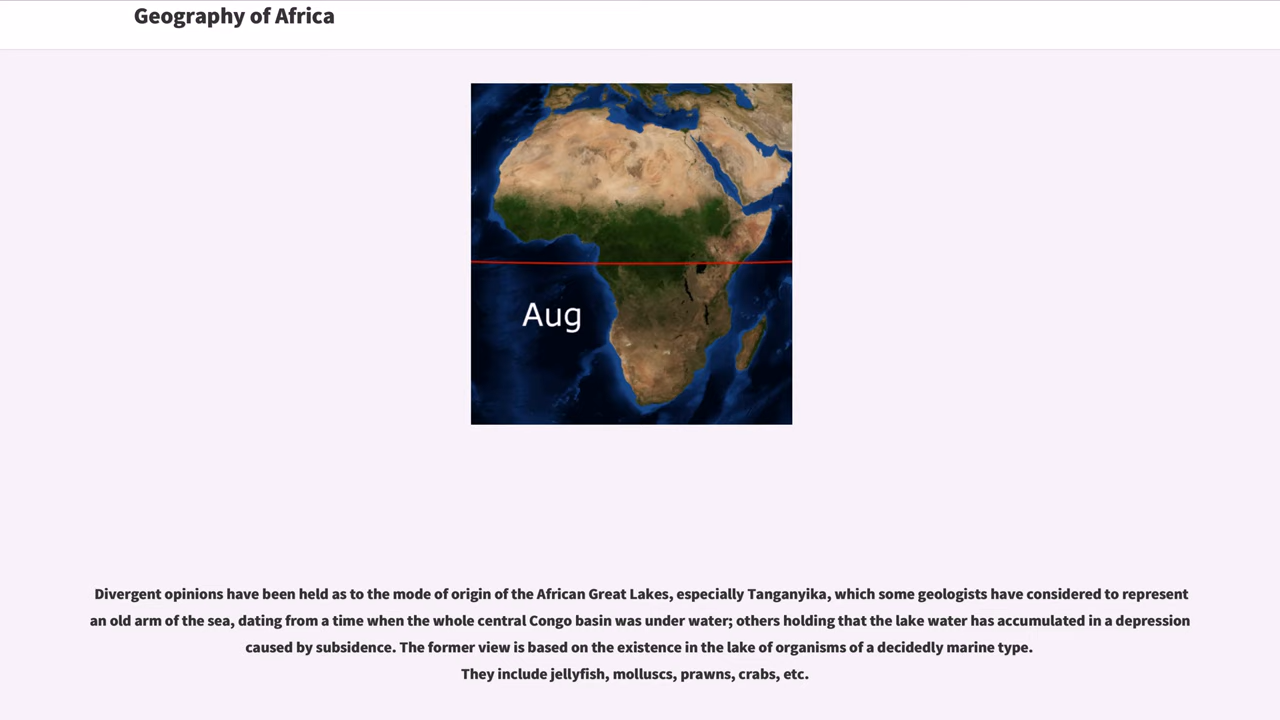 Geography of Africa
Aug
Divergent opinions have been held as to the mode of origin of the African Great Lakes, especially Tanganyika, which some geologists have considered to represent
an old arm of the sea, dating from a time when the whole central Congo basin was under water; others holding that the lake water has accumulated in a depression
caused by subsidence. The former view is based on the existence in the lake of organisms of a decidedly marine type.
They include jellyfish, molluscs, prawns, crabs, etc.